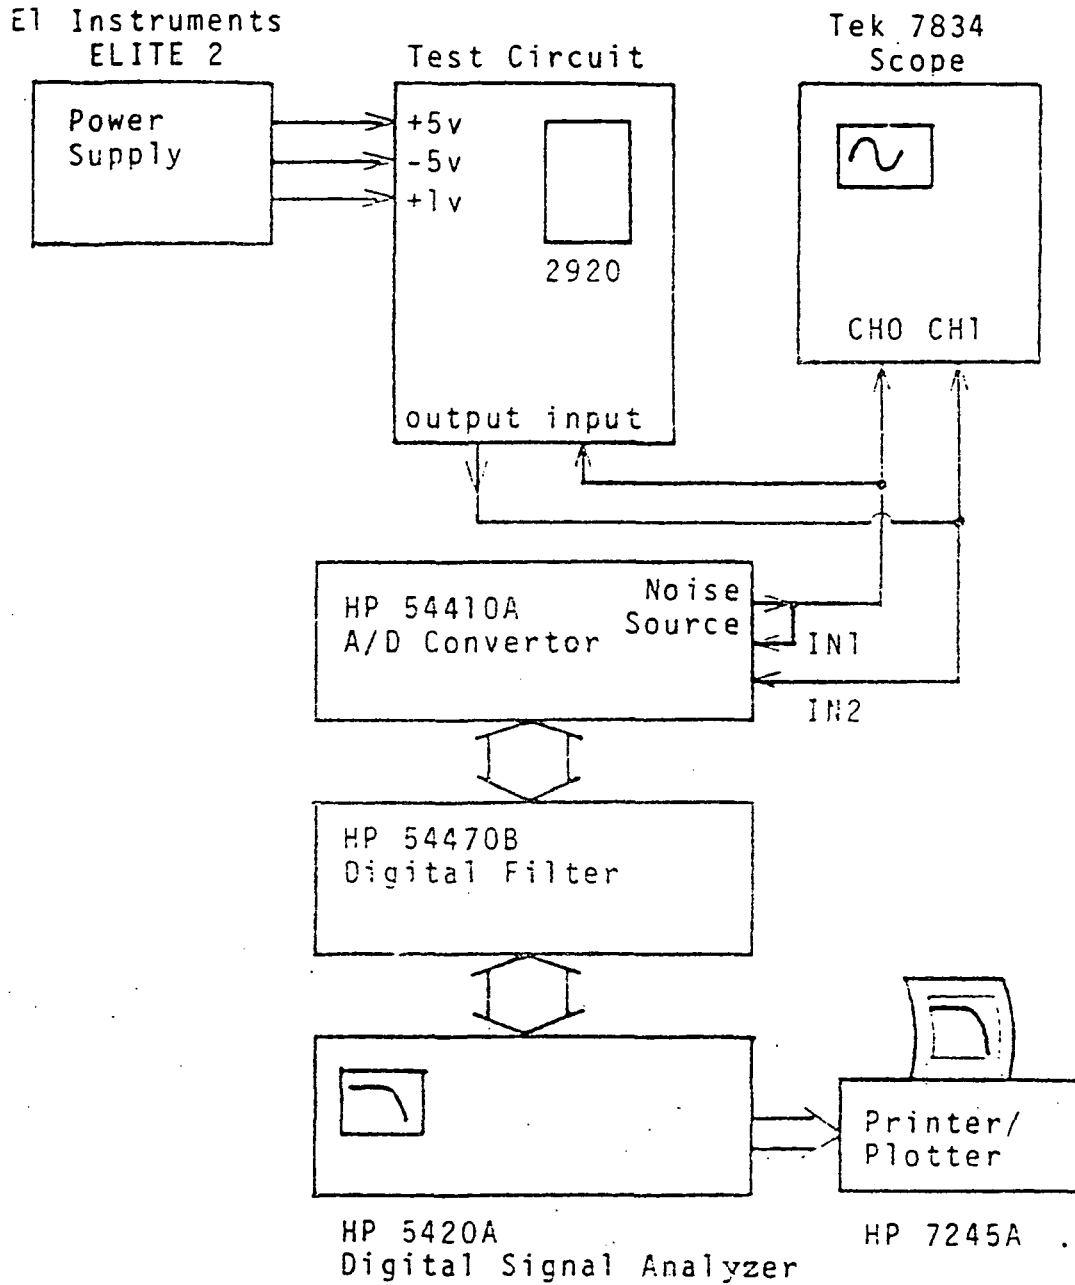 El Instruments
ELITE 2
Test Circuit
Tek 7834
Scope
Power
Supply
+5v
-5v
+1v
2920
CH0 CH1
output input
HP 54410A
A/D Convertor
Noise
Source
IN1
IN2
HP 54470B
Digital Filter
Printer/
Plotter
HP 5420A
Digital Signal Analyzer
HP 7245A